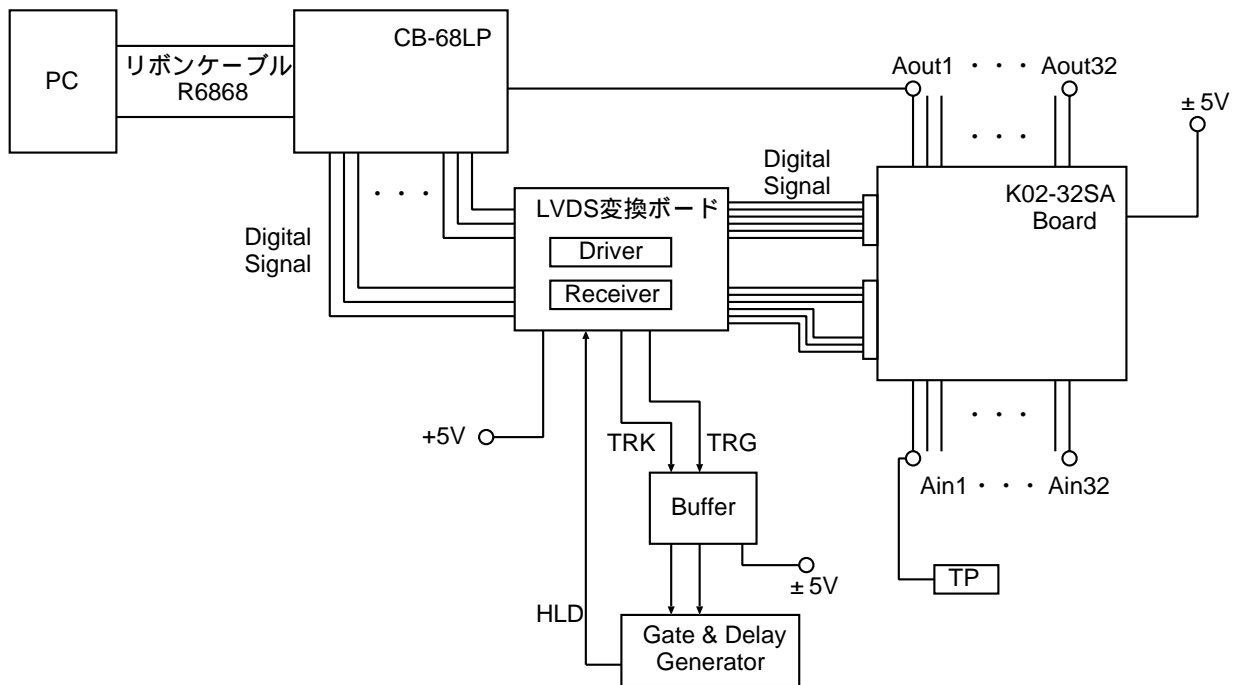 PC
リボンケーブル
R6868
CB-68LP
Aout1 ・・・ Aout32
・・・
±5V
・・・
Digital
Signal
LVDS変換ボード
Driver
Receiver
Digital
Signal
K02-32SA
Board
+5V
TRK
TRG
・・・
Ain1 ・・・ Ain32
Buffer
±5V
TP
HLD
Gate & Delay
Generator